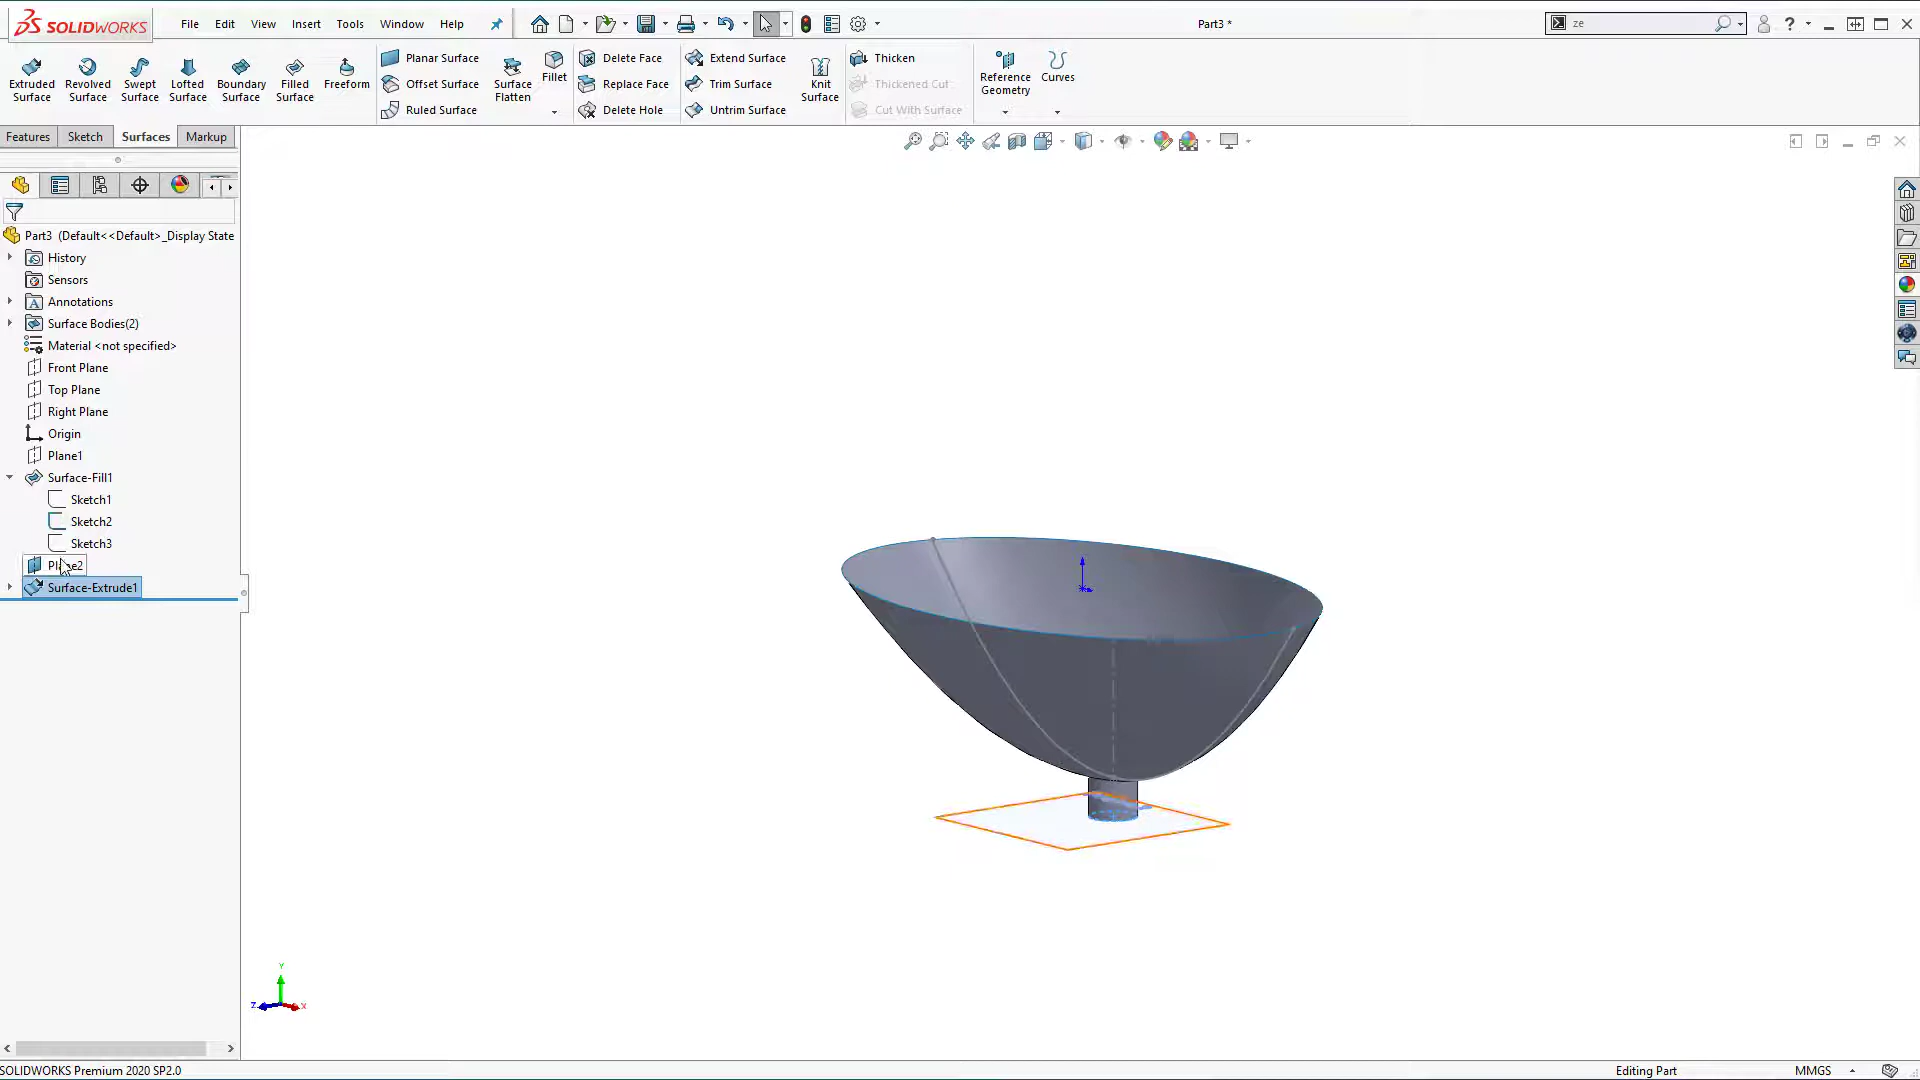 SOLIDWORKS
File Edit View Insert Tools Window Help
Part3 *
ze
?
Extruded Surface
Revolved Surface
Swept Surface
Lofted Surface
Boundary Surface
Filled Surface
Freeform
Planar Surface
Offset Surface
Ruled Surface
Surface Flatten
Fillet
Delete Face
Replace Face
Delete Hole
Extend Surface
Trim Surface
Untrim Surface
Knit Surface
Thicken
Thickened Cut
Cut With Surface
Reference Geometry
Curves
Features Sketch Surfaces Markup
Part3 (Default<<Default>_Display State
History
Sensors
Annotations
Surface Bodies(2)
Material <not specified>
Front Plane
Top Plane
Right Plane
Origin
Plane1
Surface-Fill1
Sketch1
Sketch2
Sketch3
Plane2
Surface-Extrude1
Y
Z
X
SOLIDWORKS Premium 2020 SP2.0
Editing Part
MMGS